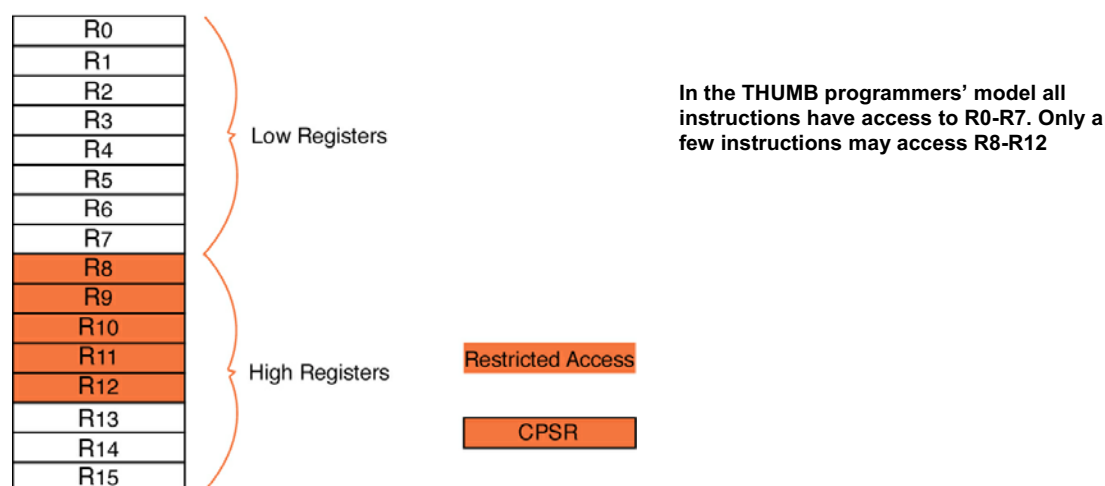 R0
R1
R2
R3
R4
R5
R6
R7
R8
R9
R10
R11
R12
R13
R14
R15
Low Registers
High Registers
Restricted Access
CPSR
In the THUMB programmers’ model all
instructions have access to R0-R7. Only a
few instructions may access R8-R12